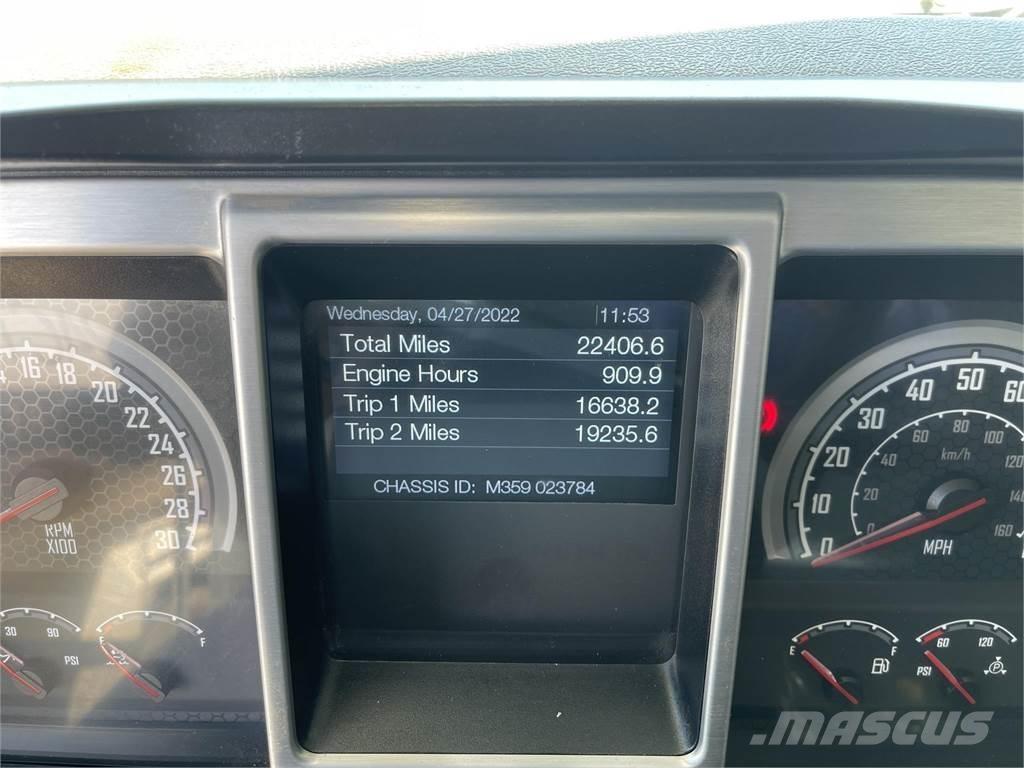 Wednesday, 04/27/2022 11:53
Total Miles 22406.6
Engine Hours 909.9
Trip 1 Miles 16638.2
Trip 2 Miles 19235.6
CHASSIS ID: M359 023784
16 18 20 22 24 26 28 30
RPM
X100
0 10 20 30 40 50 60
0 20 40 60 80 100 120 140 160
km/h
MPH
30 90
PSI
F
E F
E
60 120
PSI
P
MASCUS